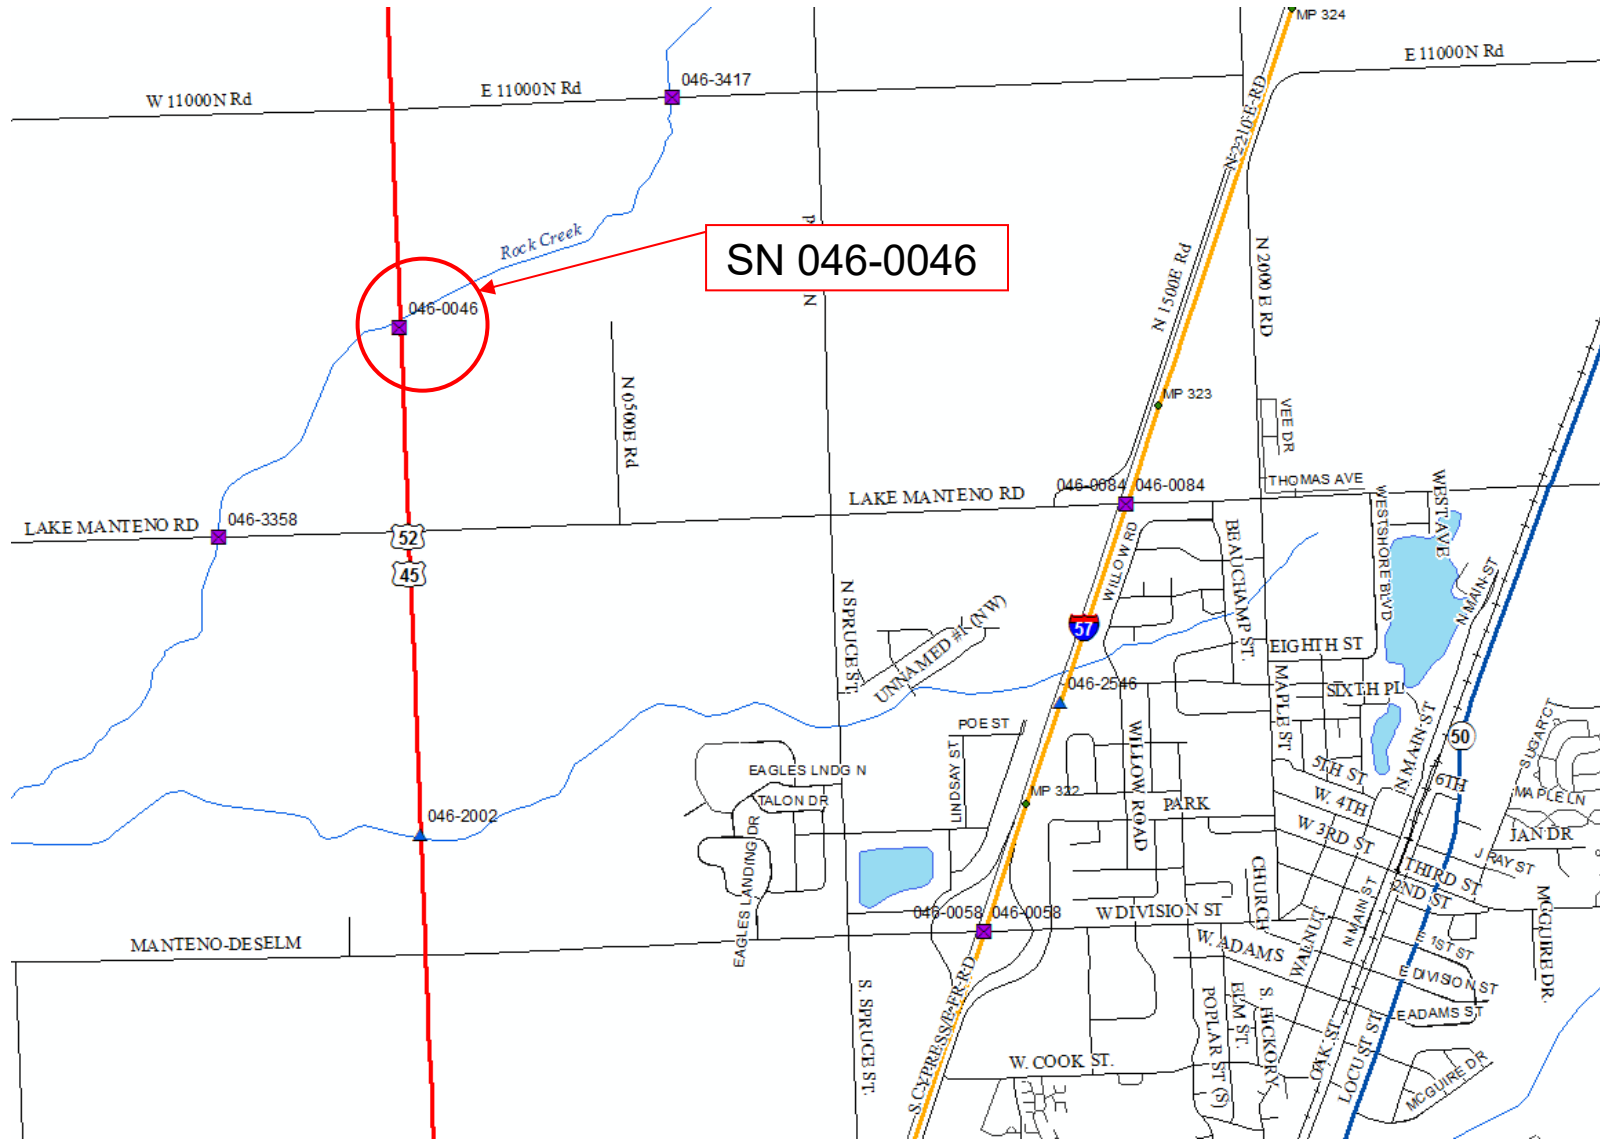 MP 324
E 11000N Rd
046-3417
E 11000N Rd
W 11000N Rd
N 2210 E RD
Rock Creek
P
N
SN 046-0046
N 1500E Rd
N 2000 E RD
046-0046
N 0500E Rd
MP 323
VEE DR
THOMAS AVE
046-0084
046-0084
LAKE MANTENO RD
WESTSHORE BLVD
WEST AVE
046-3358
LAKE MANTENO RD
52
45
WILLOW RD
BEAUCHAMP ST.
N MAIN ST
N SPRUCE ST.
UNNAMED #1 (NW)
57
EIGHTH ST
046-2546
SIXTH PL
MAPLE ST
POE ST
LINDSAY ST
WILLOW ROAD
N MAIN ST
50
SUGAR CT
EAGLES LNDG N
5TH ST
6TH
TALON DR
MP 322
PARK
W. 4TH
MAPLE LN
046-2002
W 3RD ST
JAN DR
EAGLES LANDING DR
J RAY ST
THIRD ST
2ND ST
CHURCH
N MAIN ST
MCGUIRE DR.
046-0058
046-0058
W DIVISION ST
MANTENO-DESELM
W. ADAMS
WALNUT
E 1ST ST
E DIVISION ST
S. SPRUCE ST.
S. CYPRESS/E-FR-RD
POPLAR ST (S)
ELM ST.
S. HICKORY
E ADAMS ST
OAK ST
LOCUST ST
W. COOK ST.
MCGUIRE DR